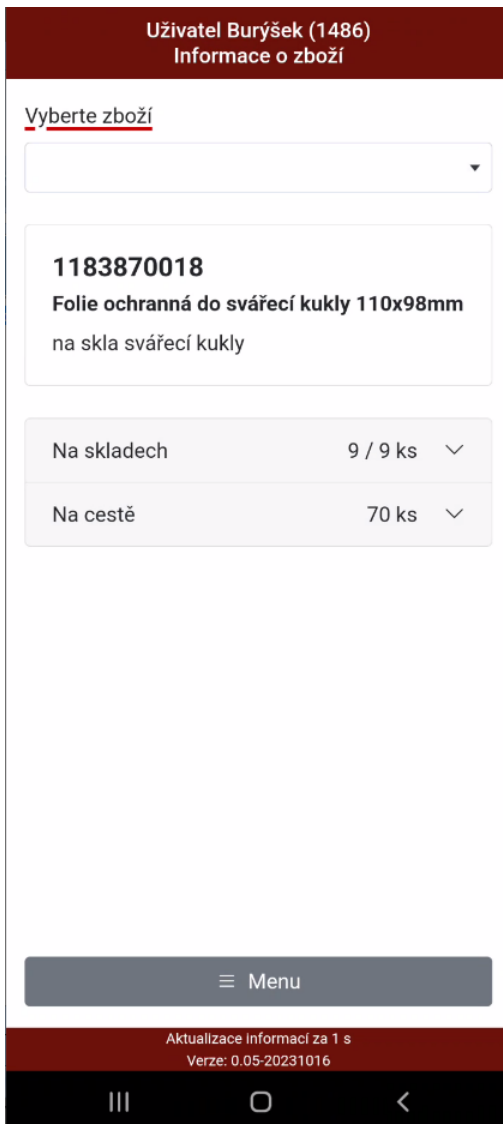 Uživatel Burýšek (1486)
Informace o zboží
Vyberte zboží
1183870018
Folie ochranná do svářecí kukly 110x98mm
na skla svářecí kukly
Na skladech 9 / 9 ks
Na cestě 70 ks
Menu
Aktualizace informací za 1 s
Verze: 0.05-20231016